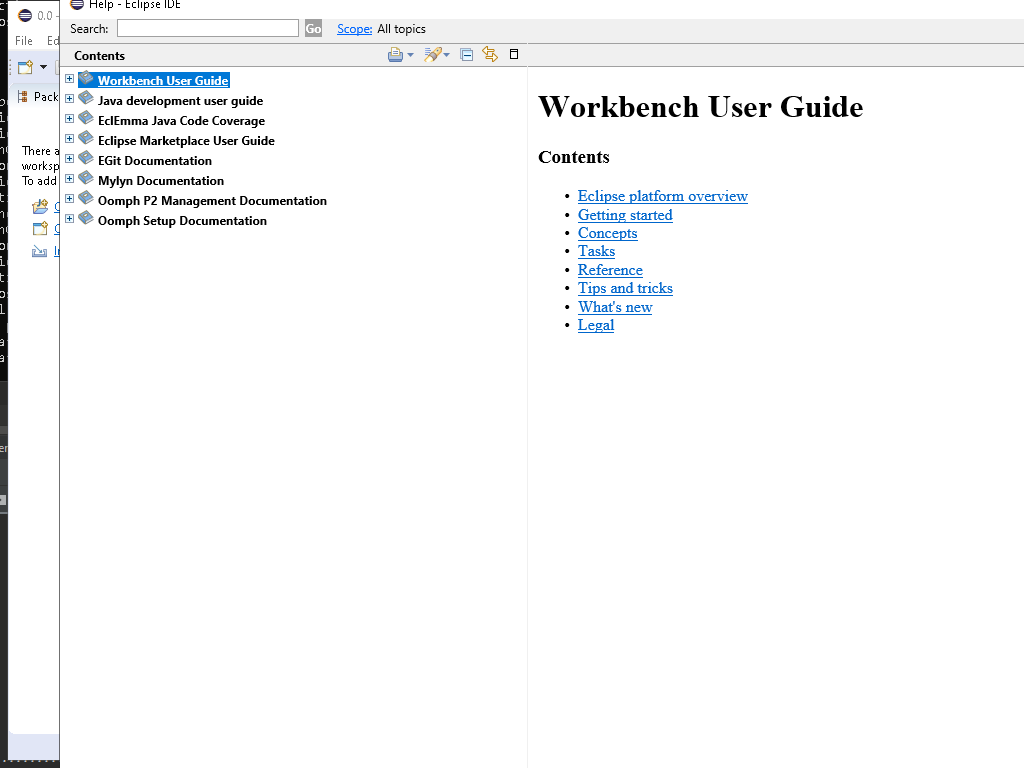 Help - Eclipse IDE
0.0 -
Search: Go Scope: All topics
File Ed
Contents
Pack
Workbench User Guide
Java development user guide
EclEmma Java Code Coverage
Eclipse Marketplace User Guide
EGit Documentation
Mylyn Documentation
Oomph P2 Management Documentation
Oomph Setup Documentation
There a
worksp
To add
Workbench User Guide
Contents
• Eclipse platform overview
• Getting started
• Concepts
• Tasks
• Reference
• Tips and tricks
• What's new
• Legal